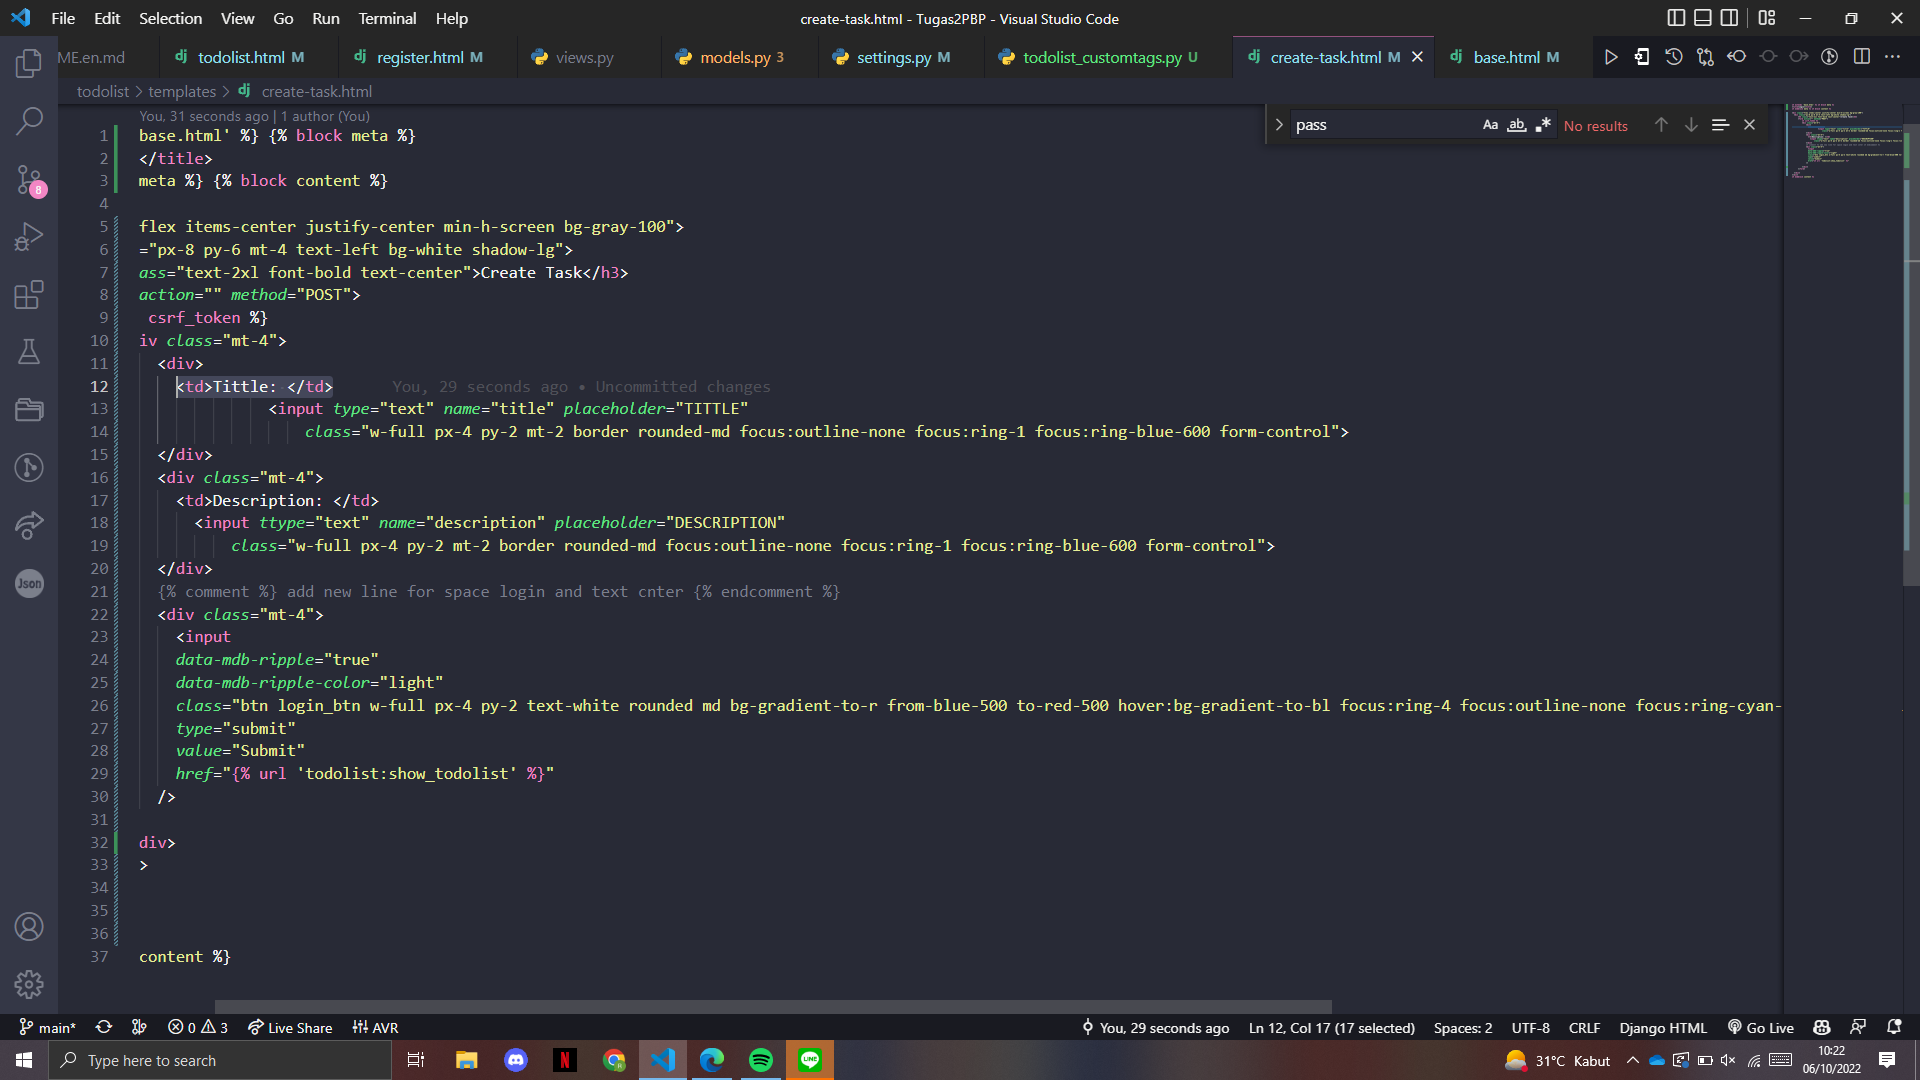 File Edit Selection View Go Run Terminal Help
create-task.html - Tugas2PBP - Visual Studio Code
ME.en.md todolist.html M register.html M views.py models.py 3 settings.py M todolist_customtags.py U create-task.html M base.html M
todolist > templates > create-task.html
You, 31 seconds ago | 1 author (You)
pass Aa ab No results
1 base.html' %} {% block meta %}
2 </title>
3 meta %} {% block content %}
4
5 flex items-center justify-center min-h-screen bg-gray-100">
6 ="px-8 py-6 mt-4 text-left bg-white shadow-lg">
7 ass="text-2xl font-bold text-center">Create Task</h3>
8 action="" method="POST">
9 csrf_token %}
10 iv class="mt-4">
11 <div>
12 <td>Tittle: </td> You, 29 seconds ago • Uncommitted changes
13 <input type="text" name="title" placeholder="TITTLE"
14 class="w-full px-4 py-2 mt-2 border rounded-md focus:outline-none focus:ring-1 focus:ring-blue-600 form-control">
15 </div>
16 <div class="mt-4">
17 <td>Description: </td>
18 <input ttype="text" name="description" placeholder="DESCRIPTION"
19 class="w-full px-4 py-2 mt-2 border rounded-md focus:outline-none focus:ring-1 focus:ring-blue-600 form-control">
20 </div>
21 {% comment %} add new line for space login and text cnter {% endcomment %}
22 <div class="mt-4">
23 <input
24 data-mdb-ripple="true"
25 data-mdb-ripple-color="light"
26 class="btn login_btn w-full px-4 py-2 text-white rounded md bg-gradient-to-r from-blue-500 to-red-500 hover:bg-gradient-to-bl focus:ring-4 focus:outline-none focus:ring-cyan-
27 type="submit"
28 value="Submit"
29 href="{% url 'todolist:show_todolist' %}"
30 />
31
32 div>
33 >
34
35
36
37 content %}
8
Json
main* 0 3 Live Share AVR You, 29 seconds ago Ln 12, Col 17 (17 selected) Spaces: 2 UTF-8 CRLF Django HTML Go Live
Type here to search
31°C Kabut
10:22
06/10/2022